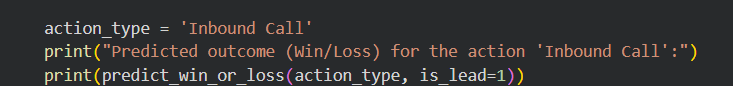 action_type = 'Inbound Call'
print("Predicted outcome (Win/Loss) for the action 'Inbound Call':")
print(predict_win_or_loss(action_type, is_lead=1))